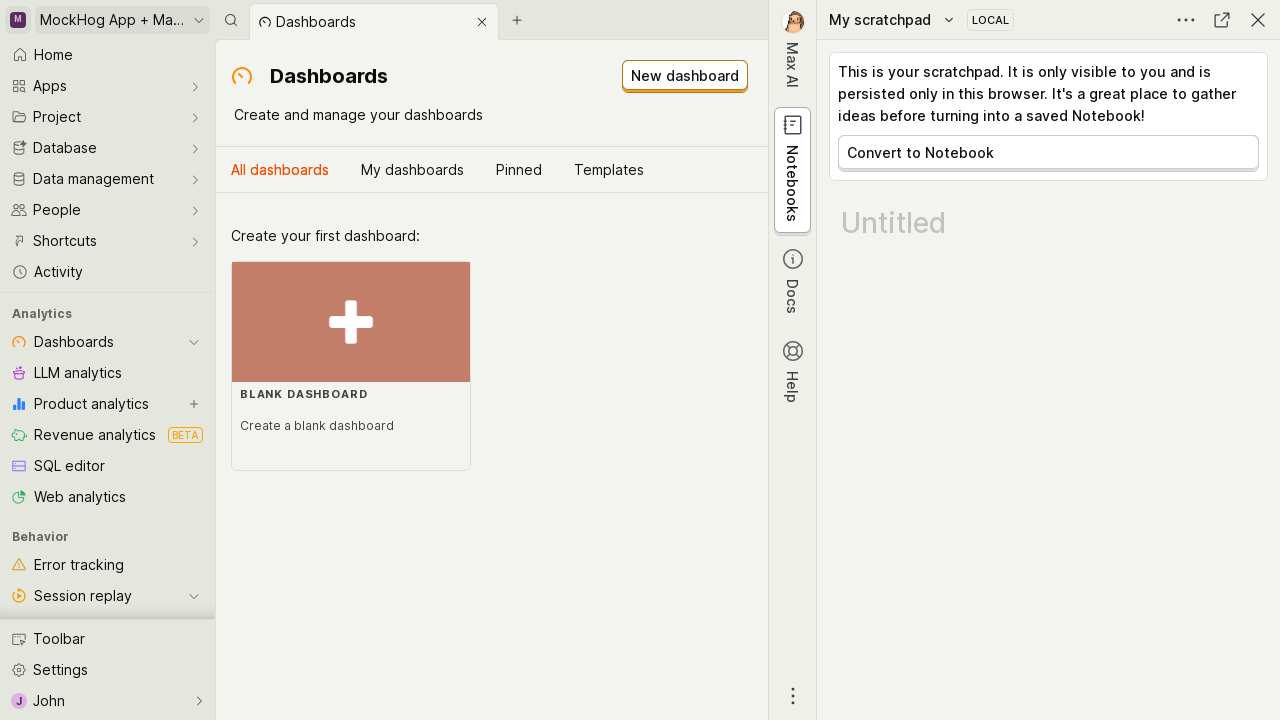 M
MockHog App + Ma...
Dashboards
Home
Apps
Project
Database
Data management
People
Shortcuts
Activity
Analytics
Dashboards
LLM analytics
Product analytics
Revenue analytics BETA
SQL editor
Web analytics
Behavior
Error tracking
Session replay
Toolbar
Settings
J John
Dashboards
New dashboard
Create and manage your dashboards
All dashboards My dashboards Pinned Templates
Create your first dashboard:
BLANK DASHBOARD
Create a blank dashboard
Max AI
Notebooks
Docs
Help
My scratchpad LOCAL
This is your scratchpad. It is only visible to you and is
persisted only in this browser. It's a great place to gather
ideas before turning into a saved Notebook!
Convert to Notebook
Untitled